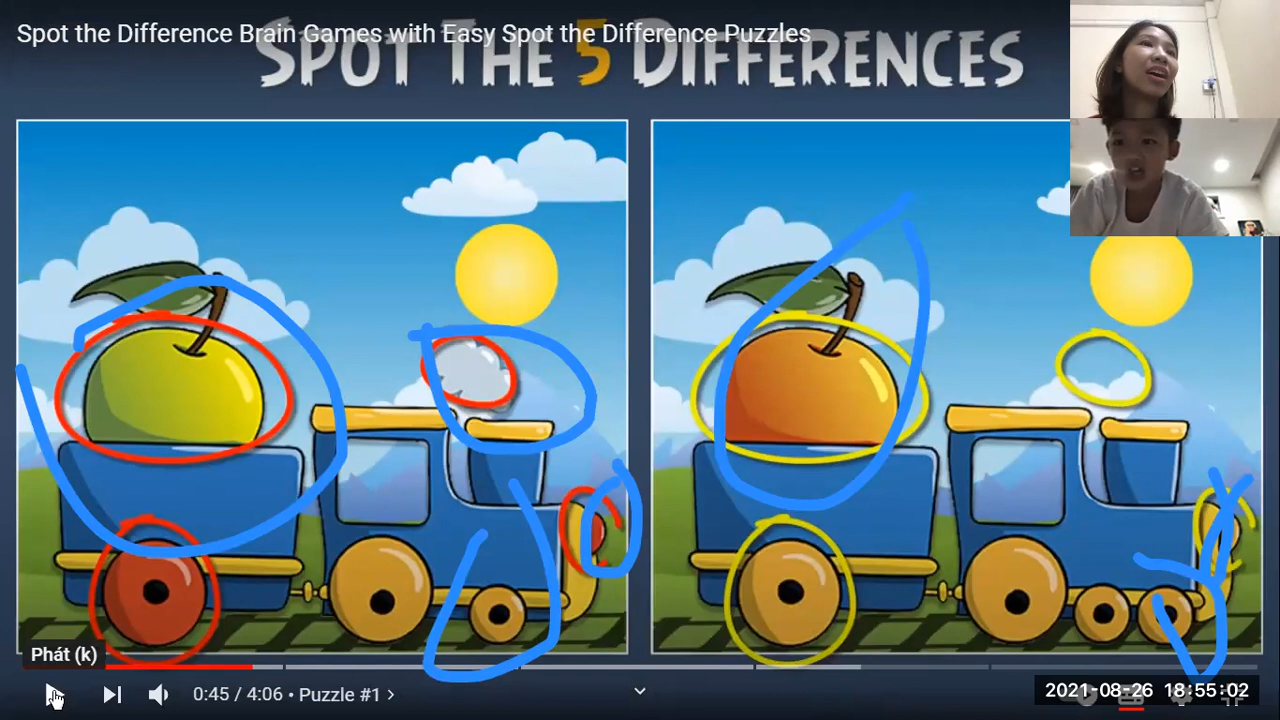 Spot the Difference Brain Games with Easy Spot the Difference Puzzles
SPOT THE 5 DIFFERENCES
Phát (k)
0:45 / 4:06 • Puzzle #1
2021-08-26 18:55:02